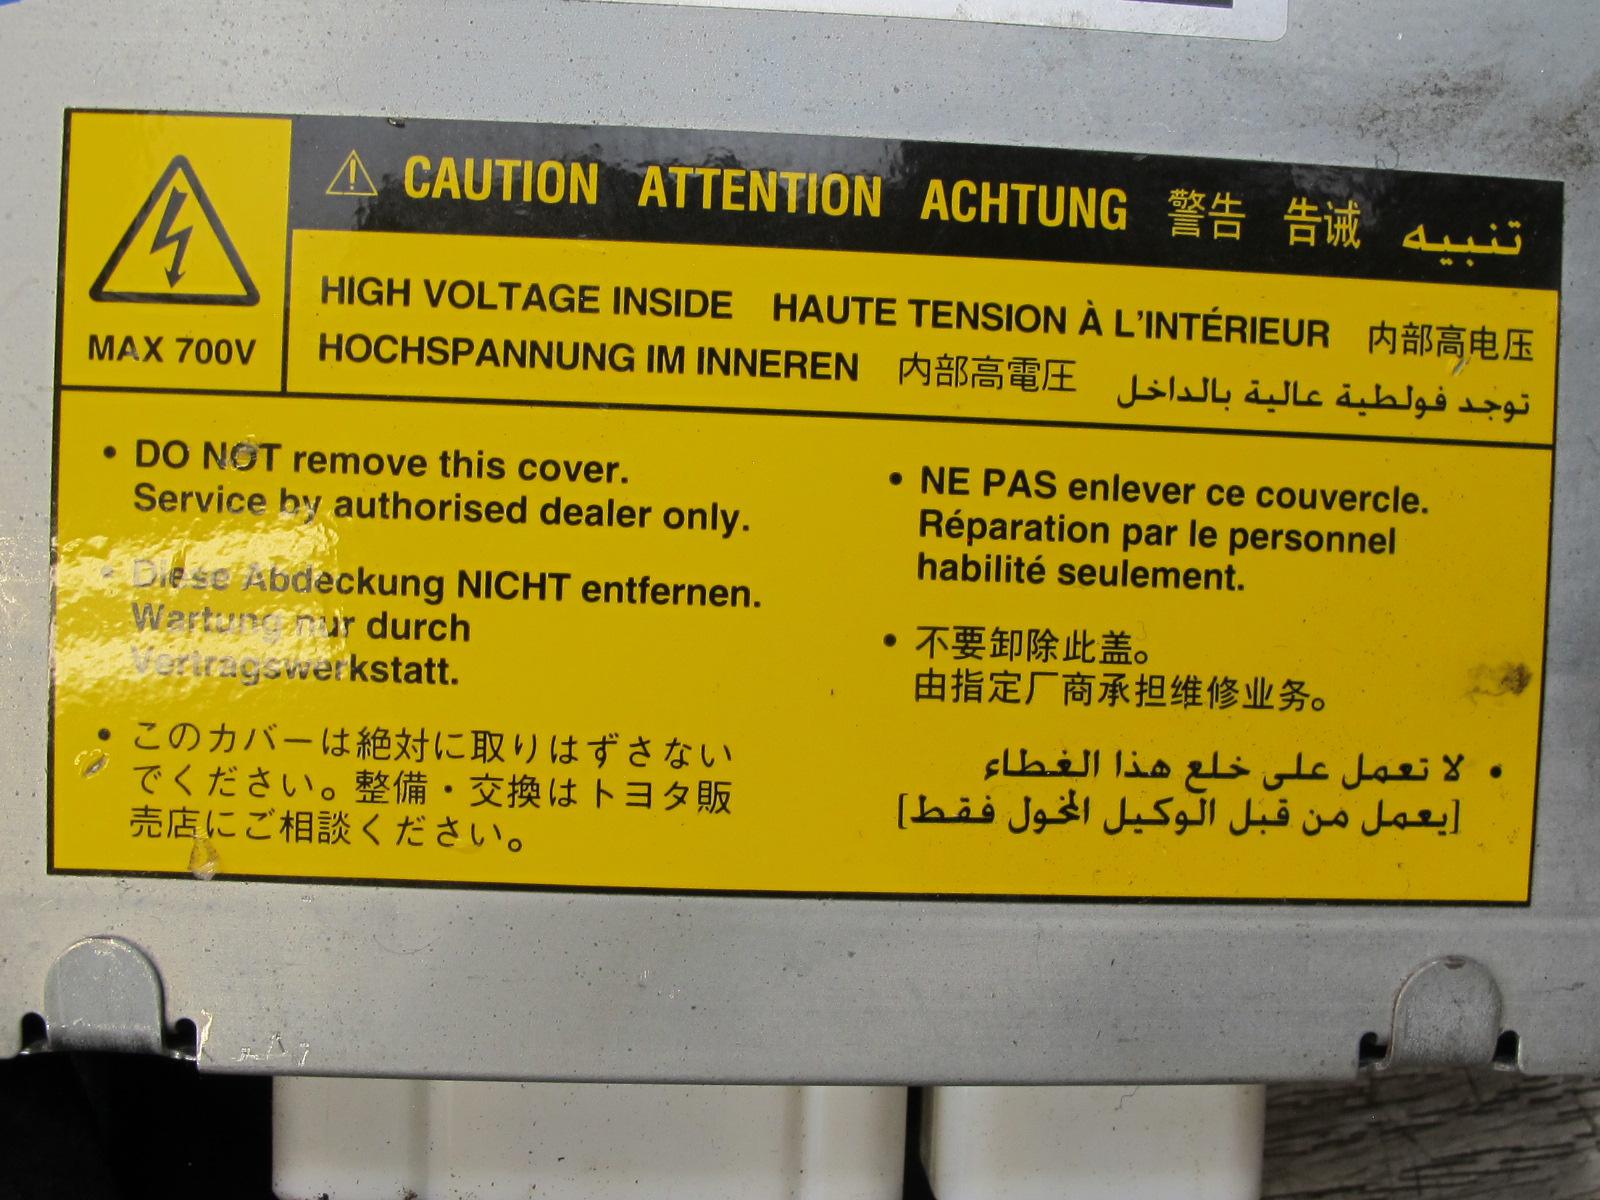 CAUTION ATTENTION ACHTUNG 警告 告诫 تنبيه
MAX 700V
HIGH VOLTAGE INSIDE HAUTE TENSION À L'INTÉRIEUR 内部高电压
HOCHSPANNUNG IM INNEREN 内部高電圧 توجد فولطية عالية بالداخل
• DO NOT remove this cover.
Service by authorised dealer only.
• Diese Abdeckung NICHT entfernen.
Wartung nur durch
Vertragswerkstatt.
• このカバーは絶対に取りはずさない
でください。整備・交換はトヨタ販
売店にご相談ください。
• NE PAS enlever ce couvercle.
Réparation par le personnel
habilité seulement.
• 不要卸除此盖。
由指定厂商承担维修业务。
• لا تعمل على خلع هذا الغطاء
[يعمل من قبل الوكيل المخول فقط]